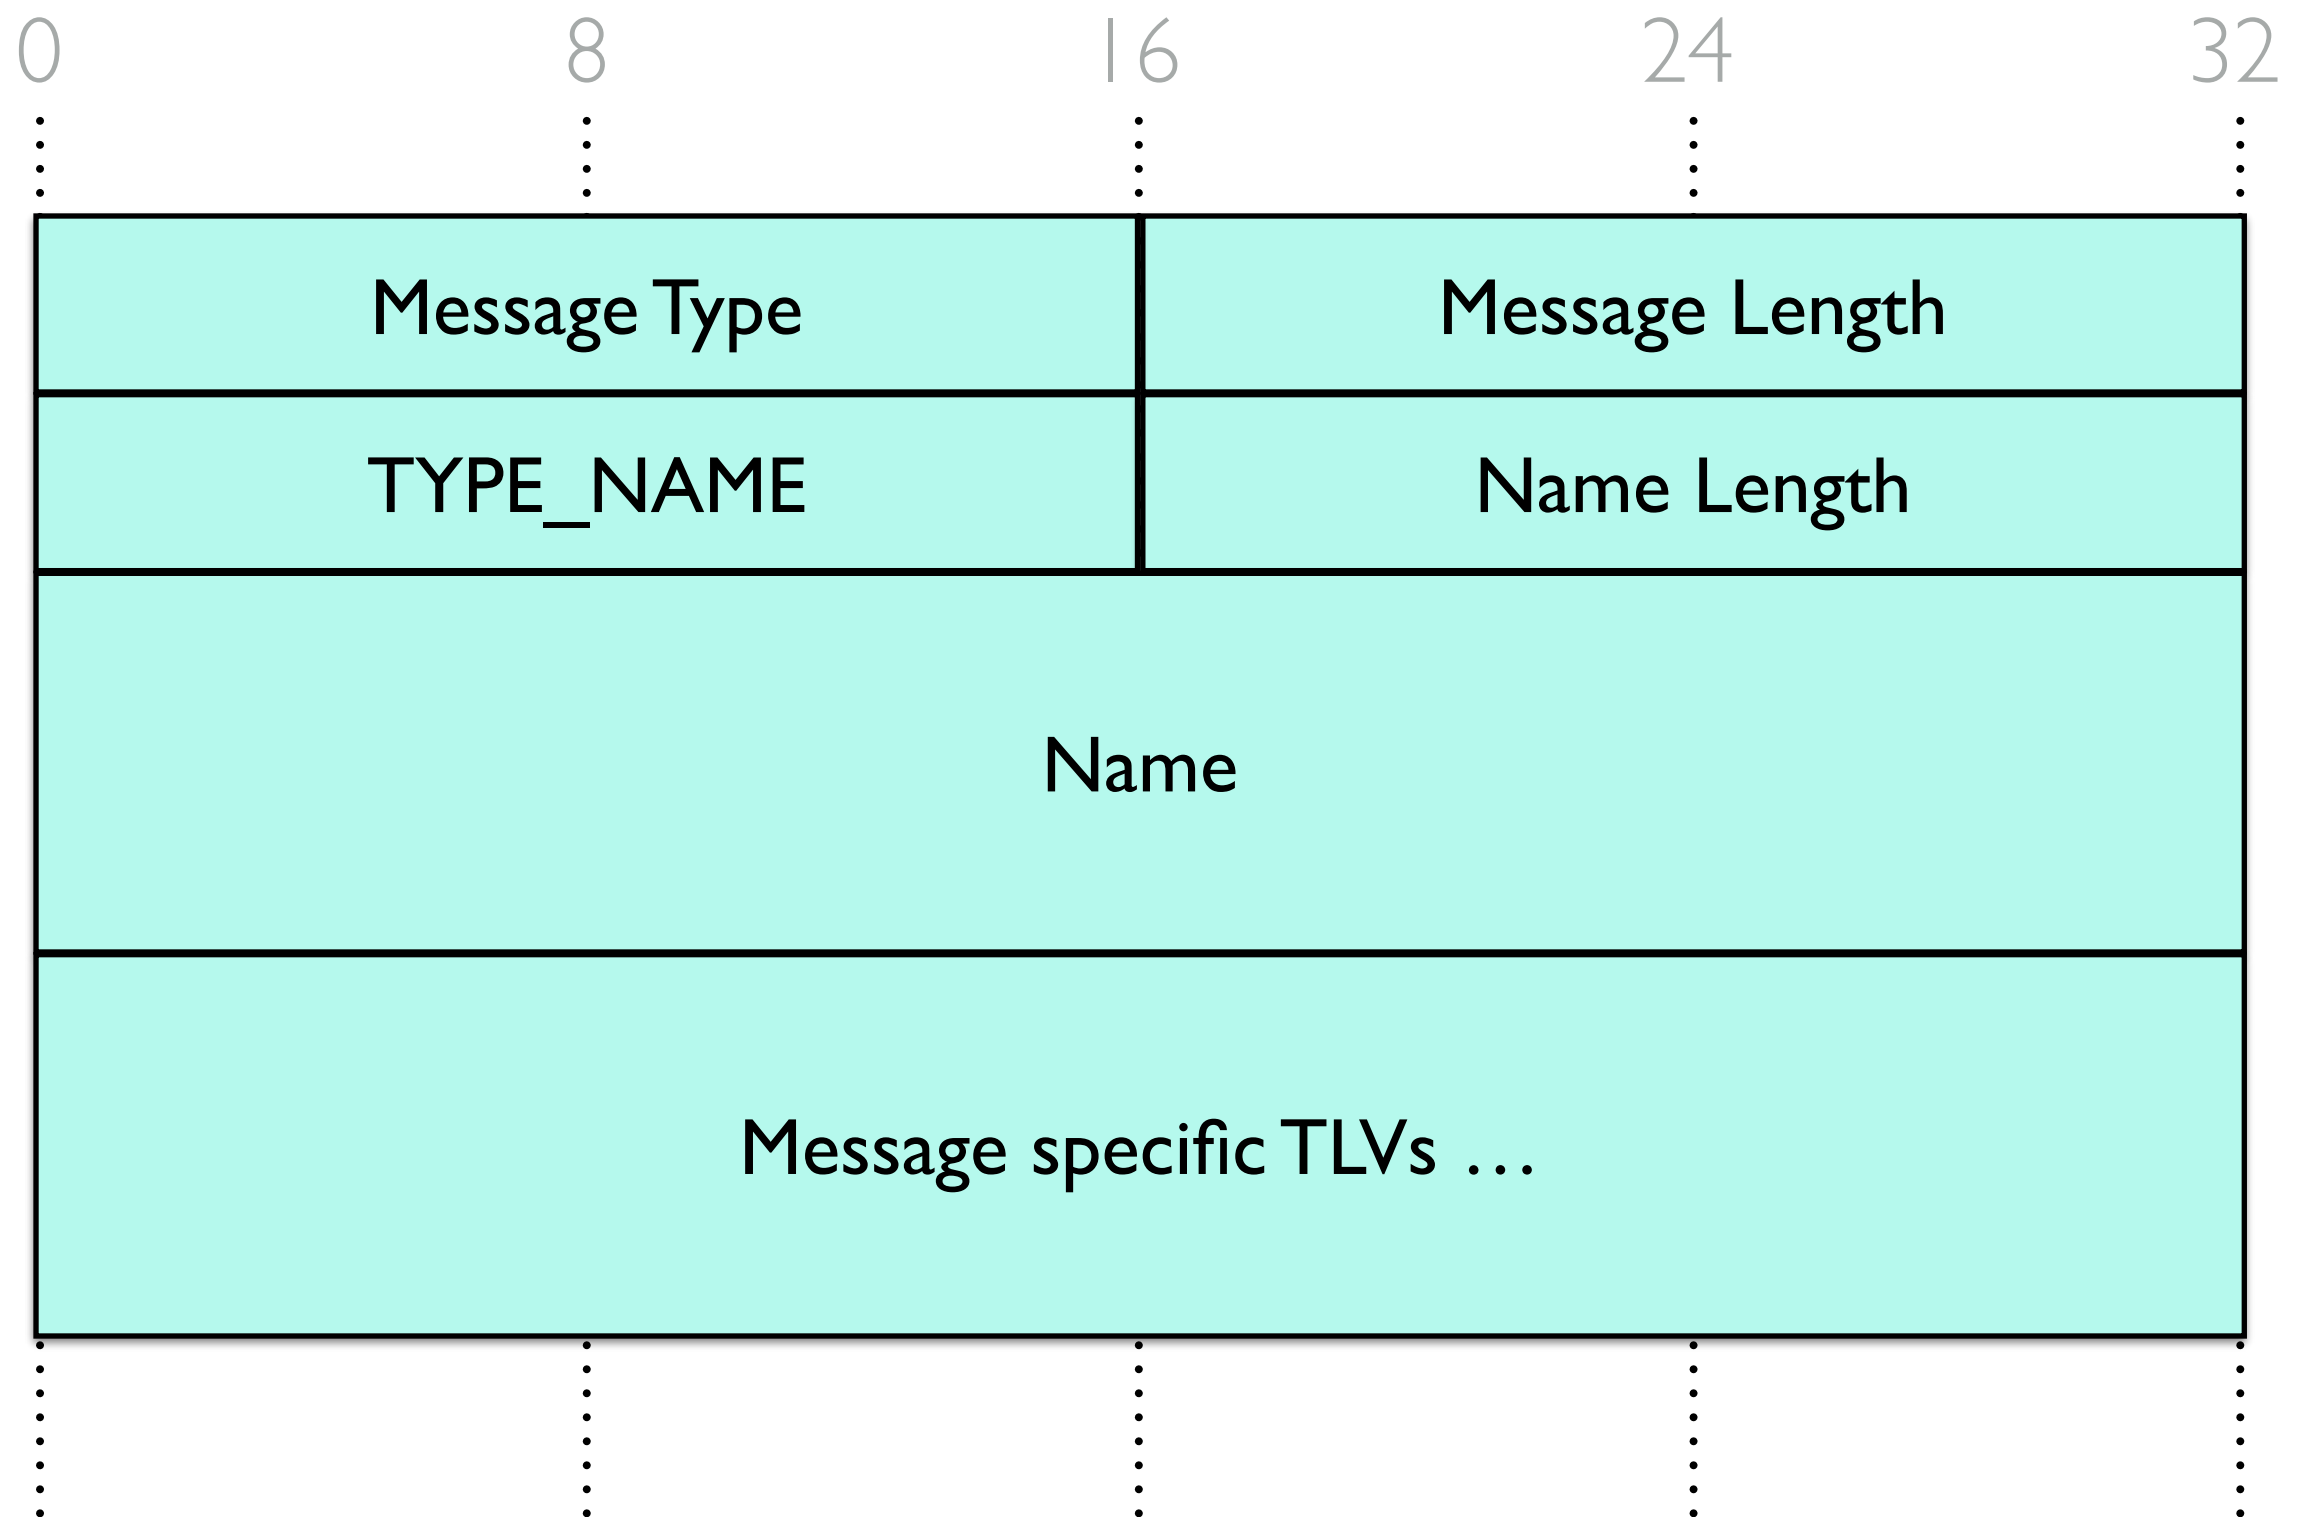 0 8 16 24 32
Message Type Message Length
TYPE_NAME Name Length
Name
Message specific TLVs …